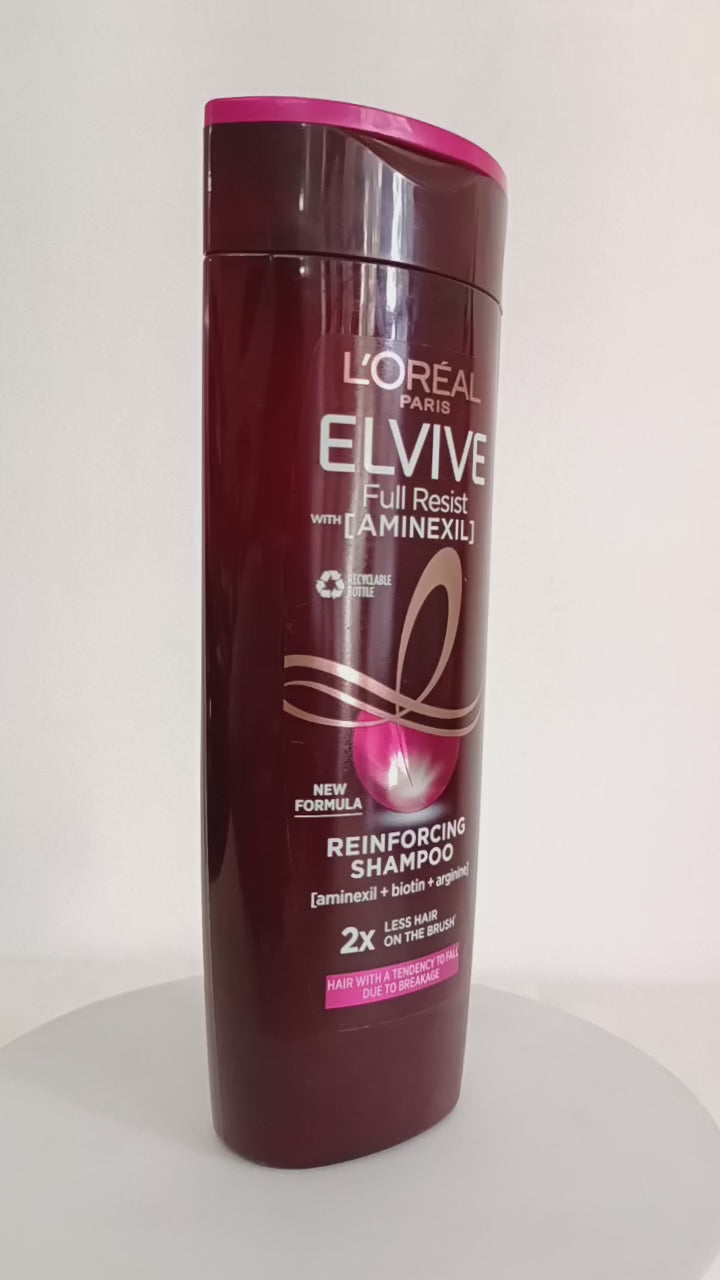 L'ORÉAL
PARIS
ELVIVE
Full Resist
WITH [AMINEXIL]
RECYCLABLE
BOTTLE
NEW
FORMULA
REINFORCING
SHAMPOO
[aminexil + biotin + arginine]
2x LESS HAIR
ON THE BRUSH*
HAIR WITH A TENDENCY TO FALL
DUE TO BREAKAGE